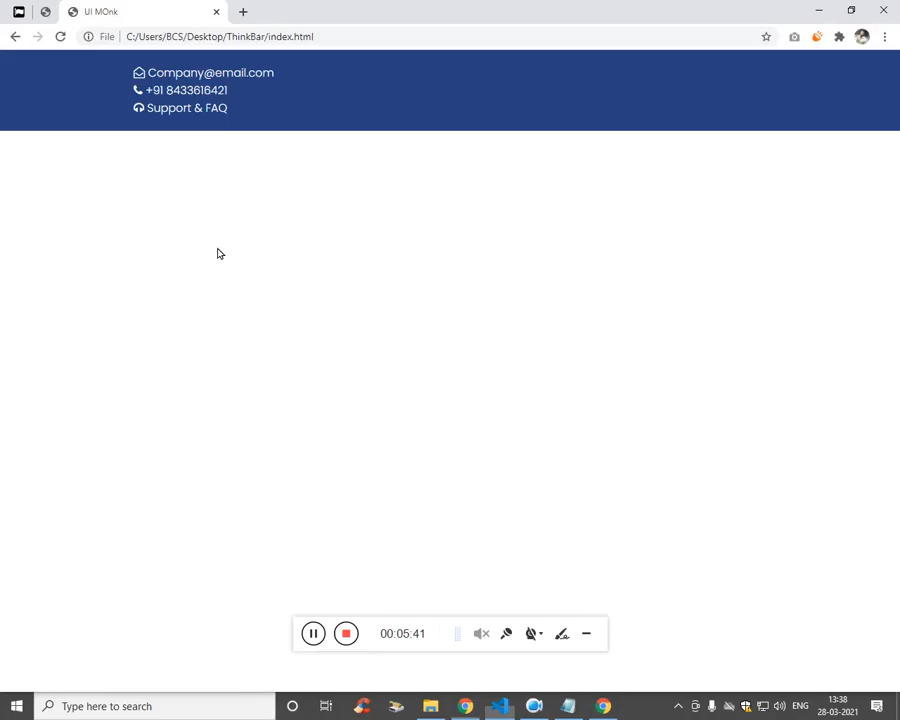 UI MOnk
File
C:/Users/BCS/Desktop/ThinkBar/index.html
Company@email.com
+91 8433616421
Support & FAQ
00:05:41
Type here to search
ENG
13:38
28-03-2021